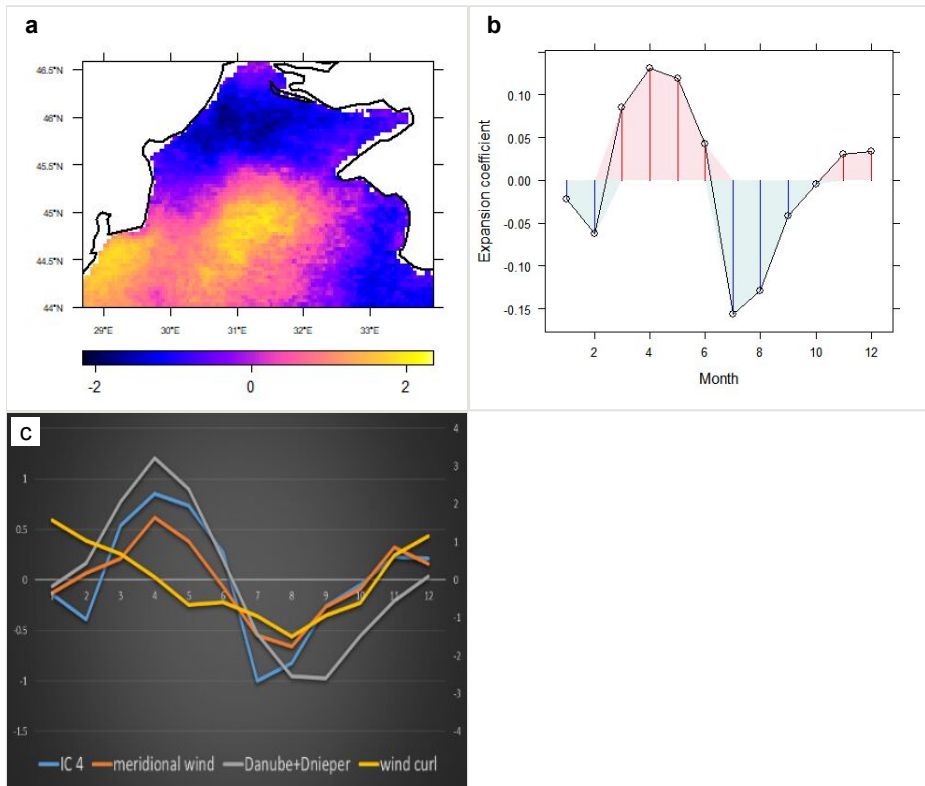 a
46.5°N
46°N
45.5°N
45°N
44.5°N
44°N
29°E 30°E 31°E 32°E 33°E
-2 0 2
b
0.10
0.05
0.00
-0.05
-0.10
-0.15
Expansion coefficient
2 4 6 8 10 12
Month
c
1
0.5
0
-0.5
-1
-1.5
1 2 3 4 5 6 7 8 9 10 11 12
4
3
2
1
0
-1
-2
-3
-4
IC 4 meridional wind Danube+Dnieper wind curl